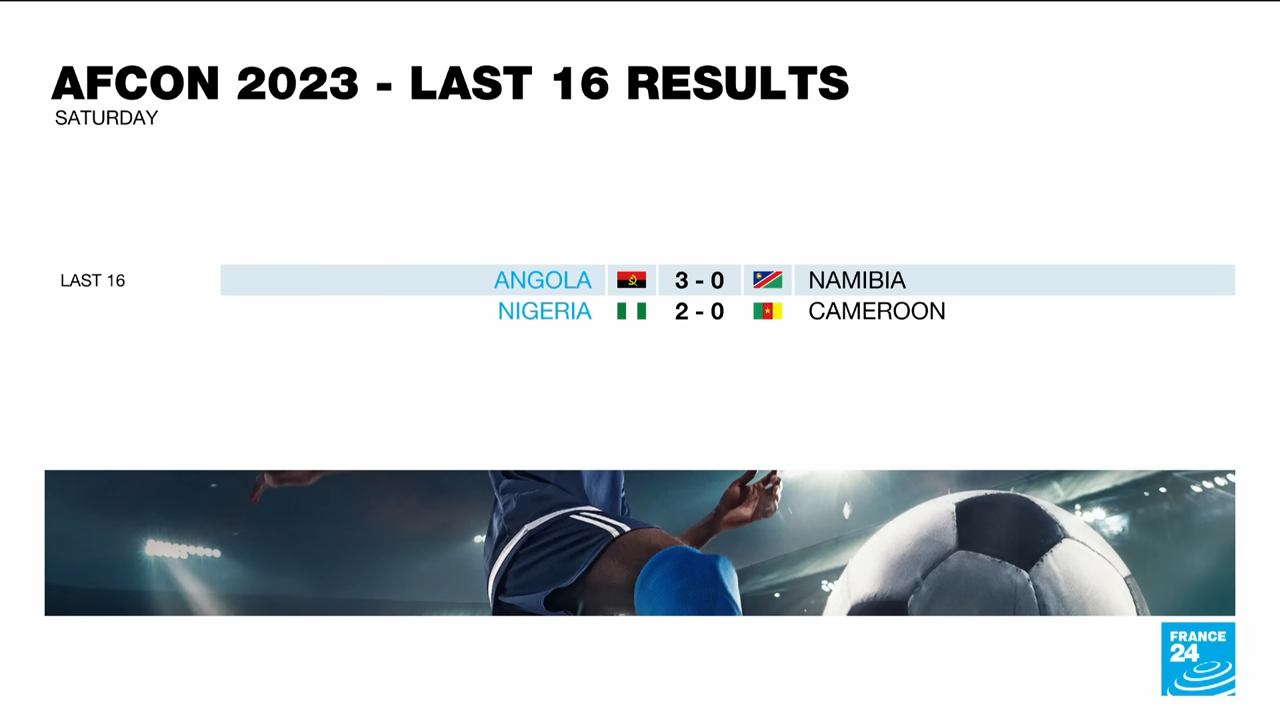 AFCON 2023 - LAST 16 RESULTS
SATURDAY
LAST 16 ANGOLA 3 - 0 NAMIBIA
NIGERIA 2 - 0 CAMEROON
FRANCE
24